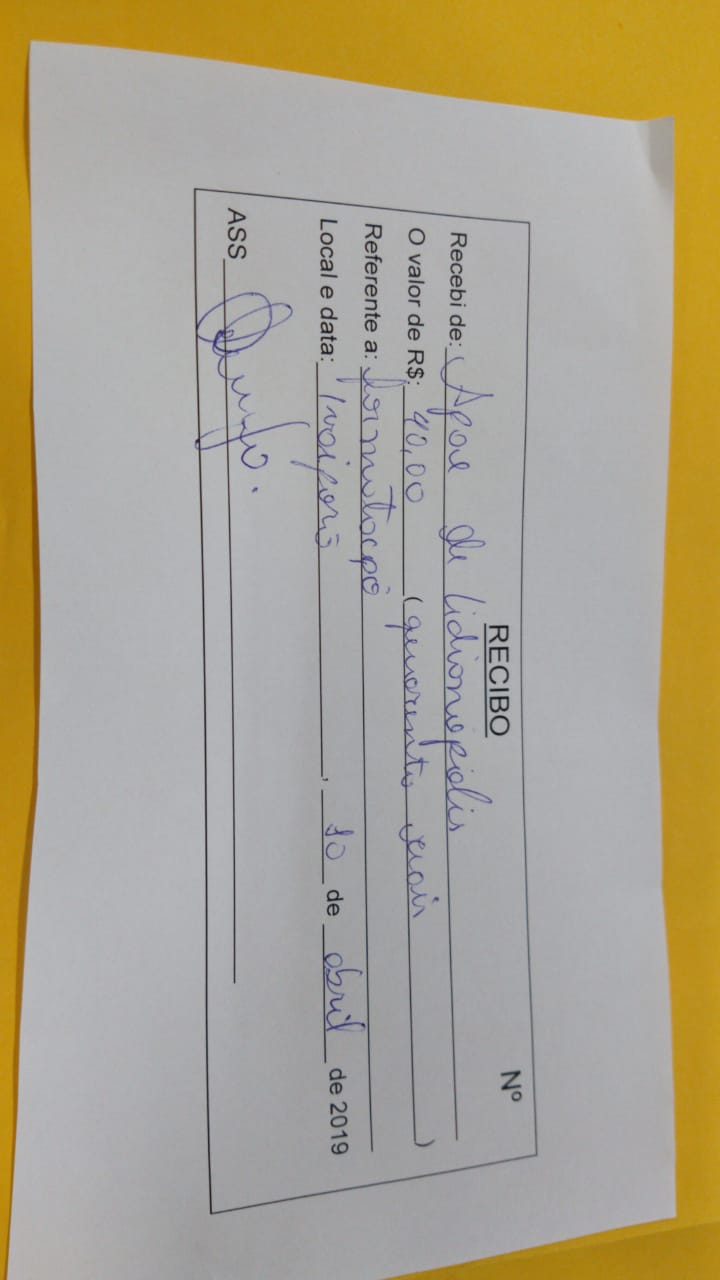 RECIBO Nº
Recebi de: Apae de Lidianópolis
O valor de R$: 40,00 (quarenta reais)
Referente a: formatação
Local e data: Ivaiporã, 10 de abril de 2019
ASS